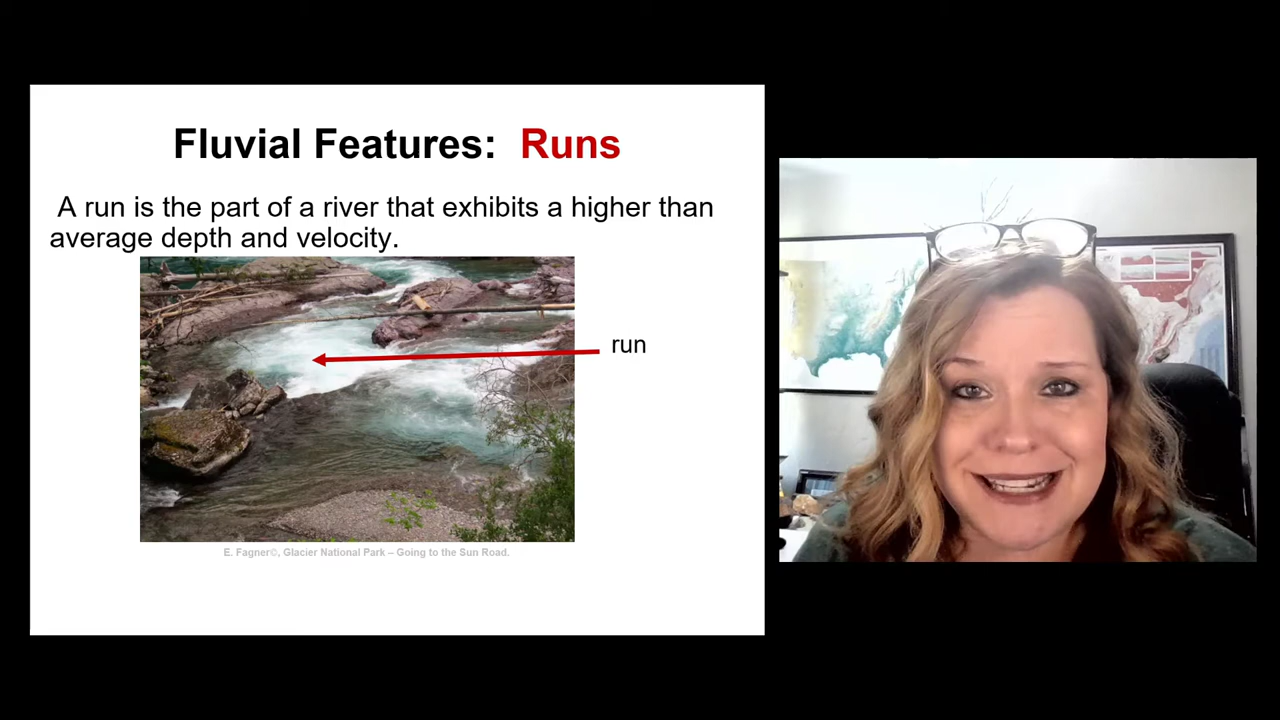 Fluvial Features: Runs
A run is the part of a river that exhibits a higher than
average depth and velocity.
run
E. Fagner©, Glacier National Park – Going to the Sun Road.